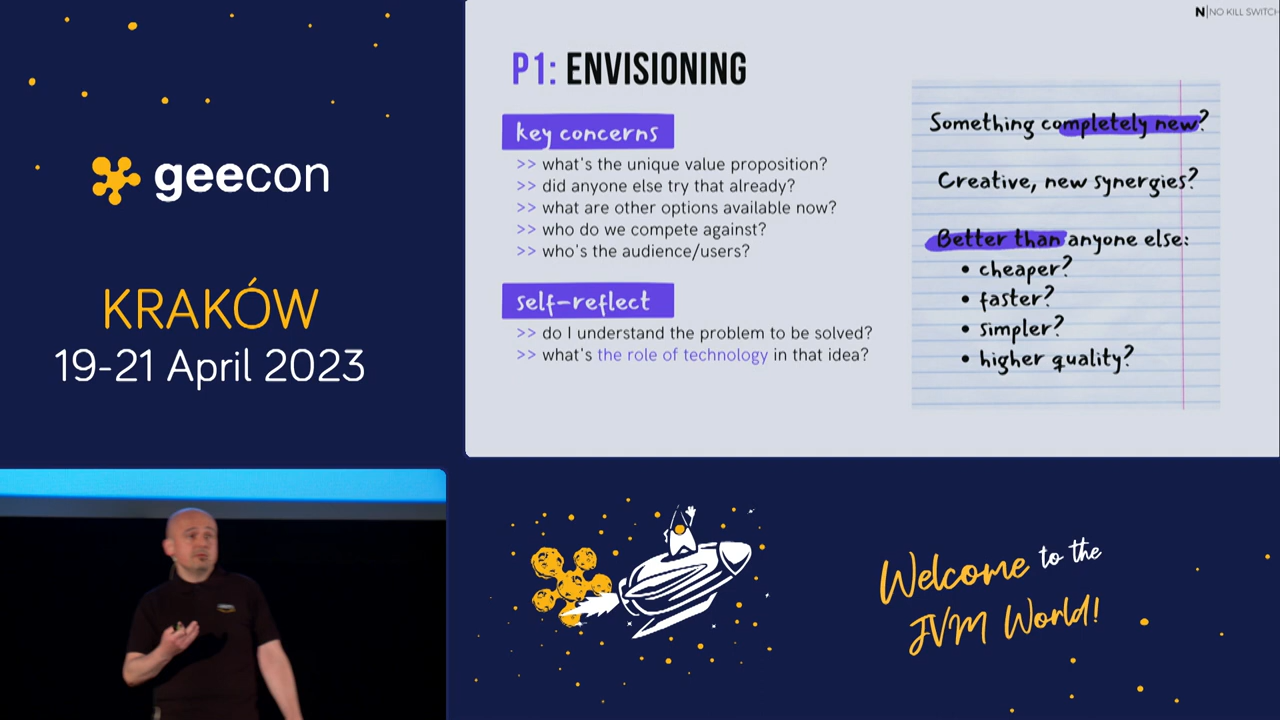 geecon
KRAKÓW
19-21 April 2023
N|NO KILL SWITCH
P1: ENVISIONING
key concerns
>> what's the unique value proposition?
>> did anyone else try that already?
>> what are other options available now?
>> who do we compete against?
>> who's the audience/users?
self-reflect
>> do I understand the problem to be solved?
>> what's the role of technology in that idea?
Something completely new?
Creative, new synergies?
Better than anyone else:
• cheaper?
• faster?
• simpler?
• higher quality?
Welcome to the
JVM World!